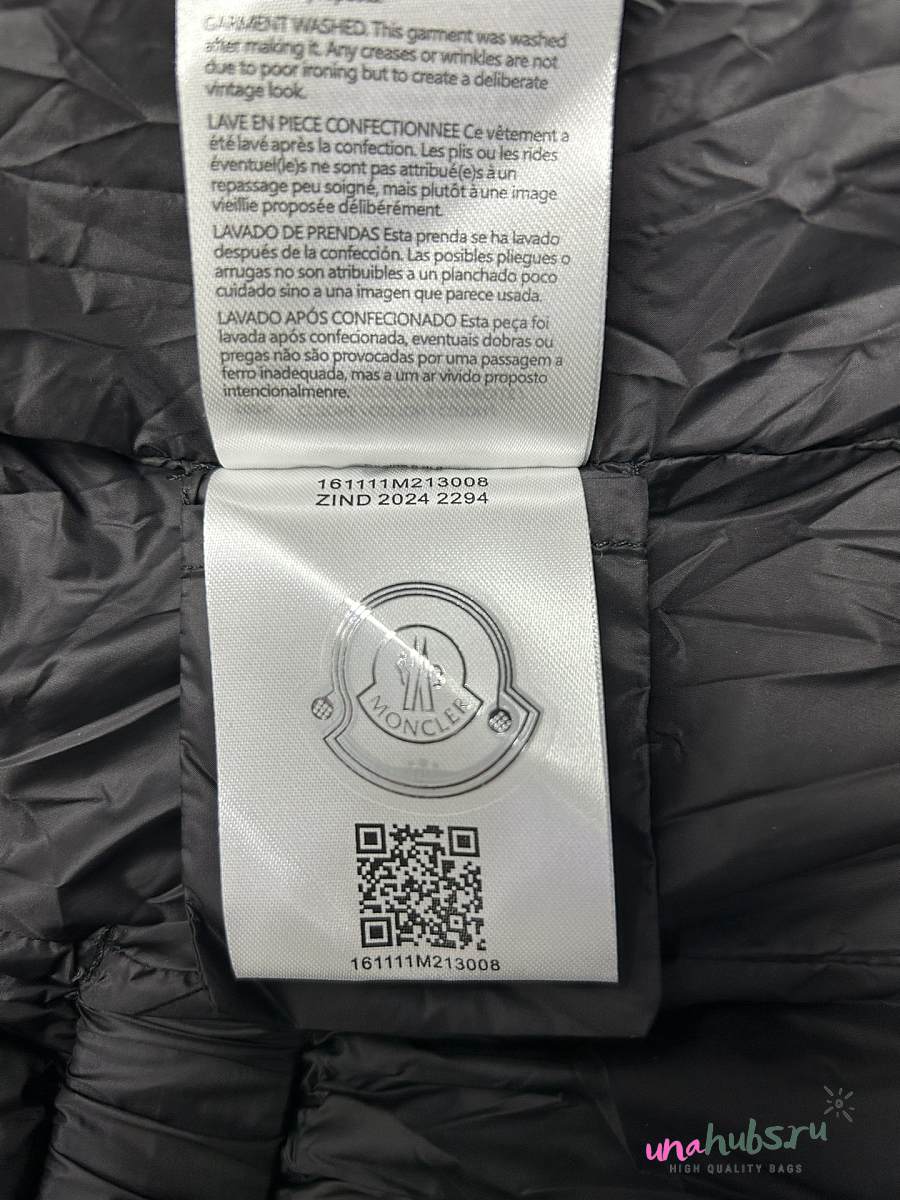 GARMENT WASHED. This garment was washed
after making it. Any creases or wrinkles are not
due to poor ironing but to create a deliberate
vintage look.
LAVE EN PIECE CONFECTIONNEE Ce vêtement a
été lavé après la confection. Les plis ou les rides
éventuel(le)s ne sont pas attribué(e)s à un
repassage peu soigné, mais plutôt à une image
vieillie proposée délibérément.
LAVADO DE PRENDAS Esta prenda se ha lavado
después de la confección. Las posibles pliegues o
arrugas no son atribuibles a un planchado poco
cuidado sino a una imagen que parece usada.
LAVADO APÓS CONFECIONADO Esta peça foi
lavada após confecionada, eventuais dobras ou
pregas não são provocadas por uma passagem a
ferro inadequada, mas a um ar vivido proposto
intencionalmenre.
161111M213008
ZIND 2024 2294
MONCLER
161111M213008
unahubs.ru
HIGH QUALITY BAGS